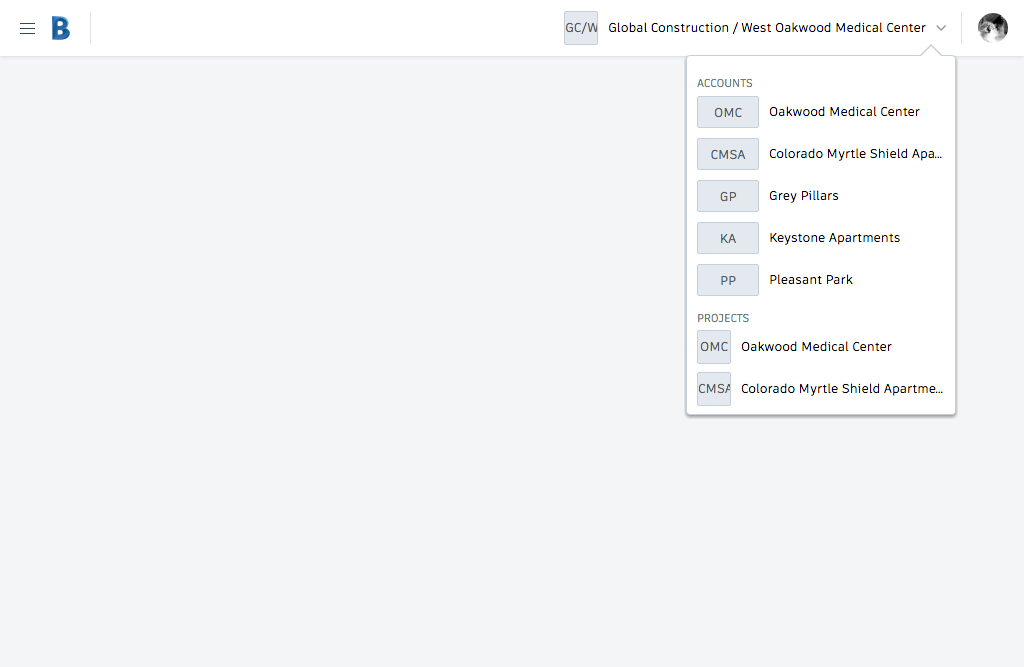 B
GC/W Global Construction / West Oakwood Medical Center
ACCOUNTS
OMC Oakwood Medical Center
CMSA Colorado Myrtle Shield Apa...
GP Grey Pillars
KA Keystone Apartments
PP Pleasant Park
PROJECTS
OMC Oakwood Medical Center
CMSA Colorado Myrtle Shield Apartme...